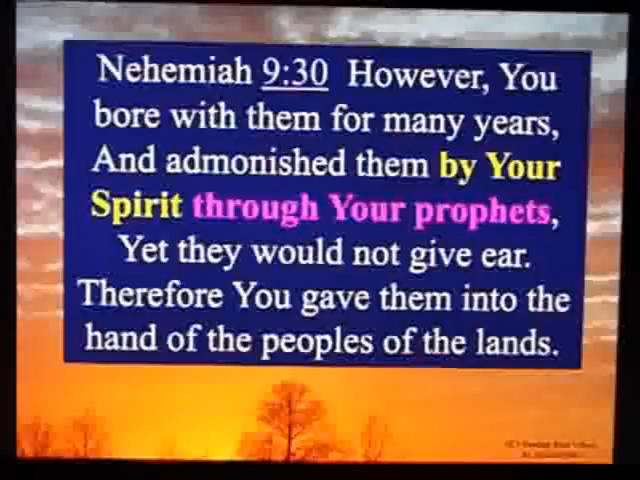 Nehemiah 9:30 However, You
bore with them for many years,
And admonished them by Your
Spirit through Your prophets,
Yet they would not give ear.
Therefore You gave them into the
hand of the peoples of the lands.